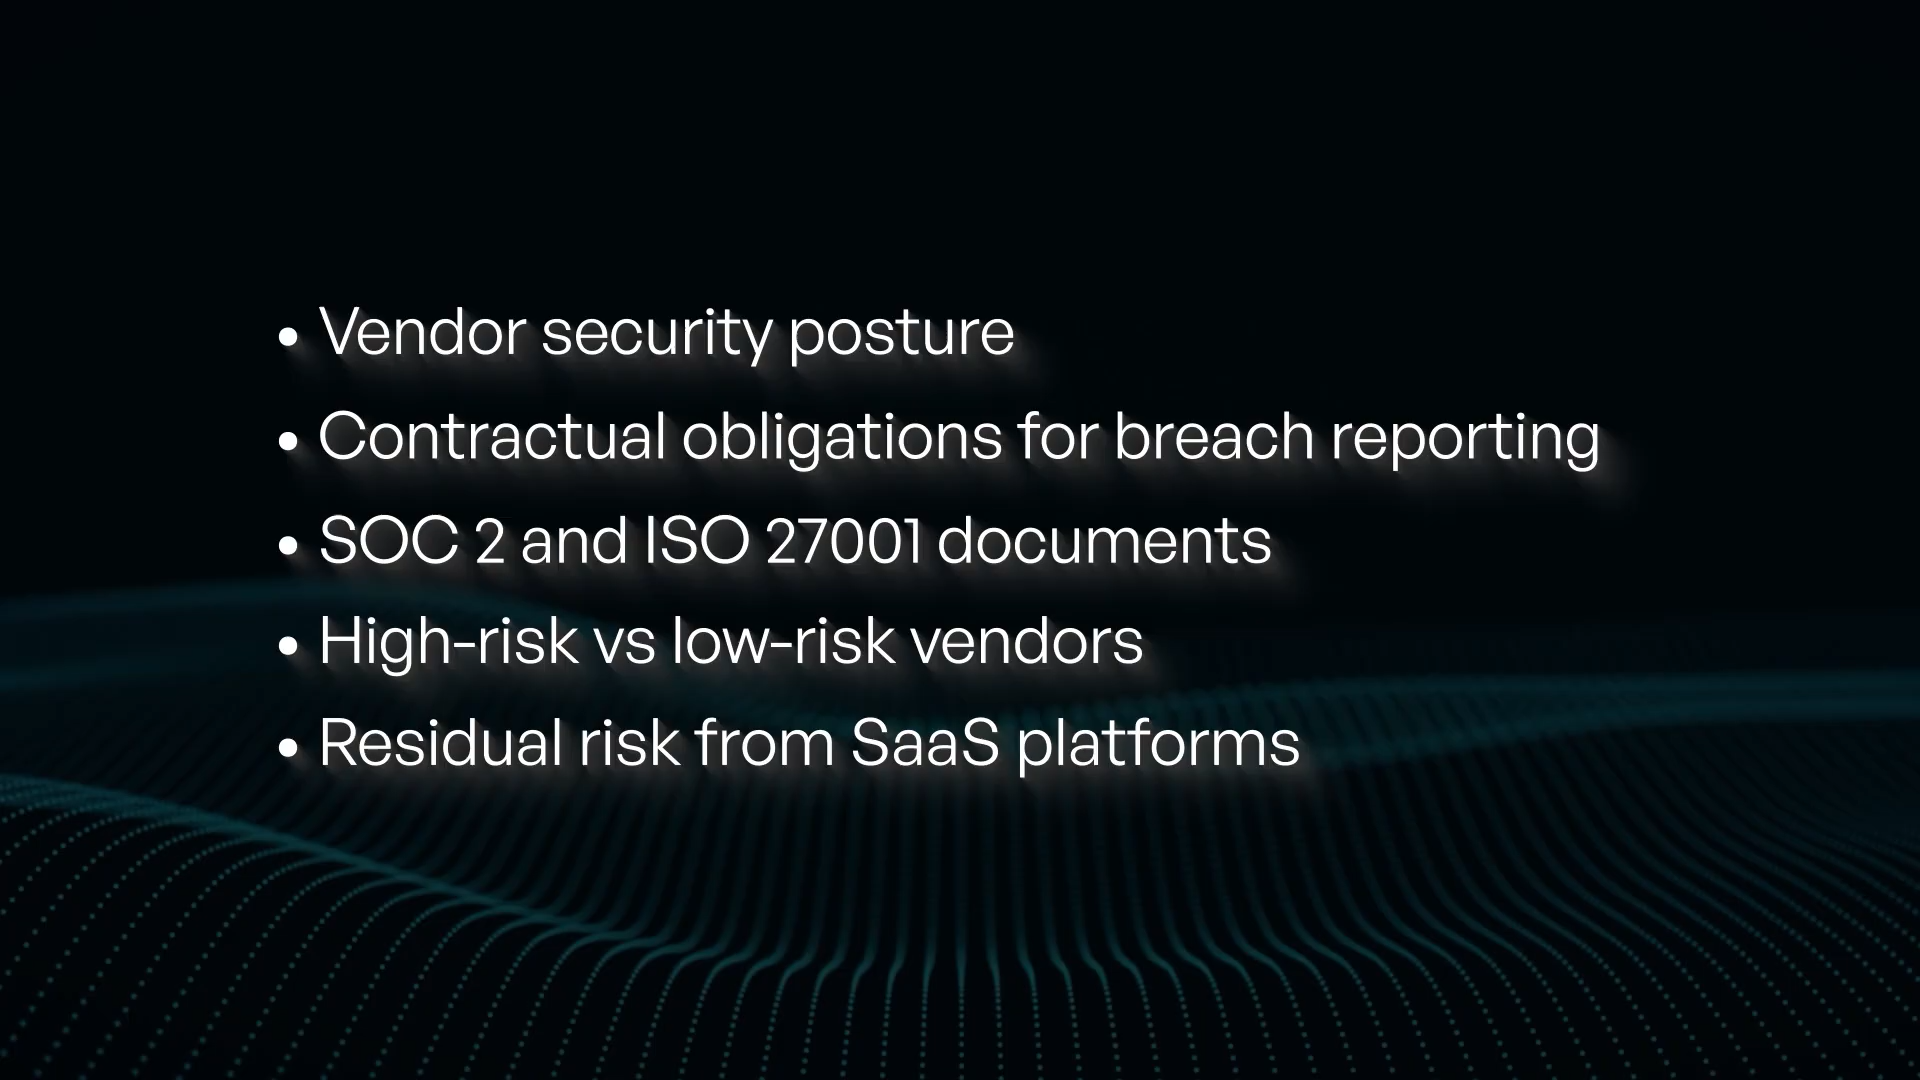 • Vendor security posture
• Contractual obligations for breach reporting
• SOC 2 and ISO 27001 documents
• High-risk vs low-risk vendors
• Residual risk from SaaS platforms